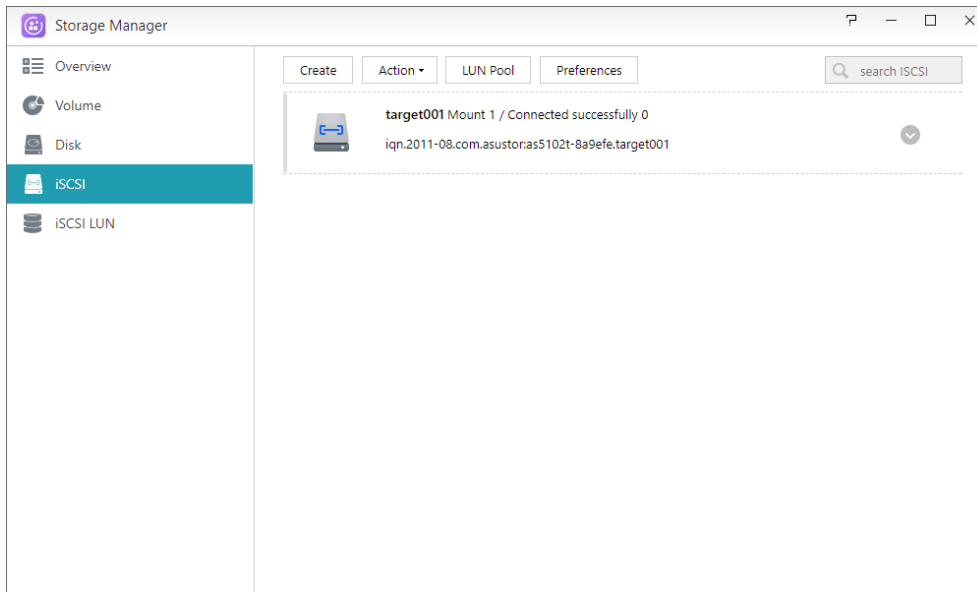 Storage Manager
Overview
Volume
Disk
iSCSI
iSCSI LUN
Create Action LUN Pool Preferences search ISCSI
target001 Mount 1 / Connected successfully 0
iqn.2011-08.com.asustor:as5102t-8a9efe.target001